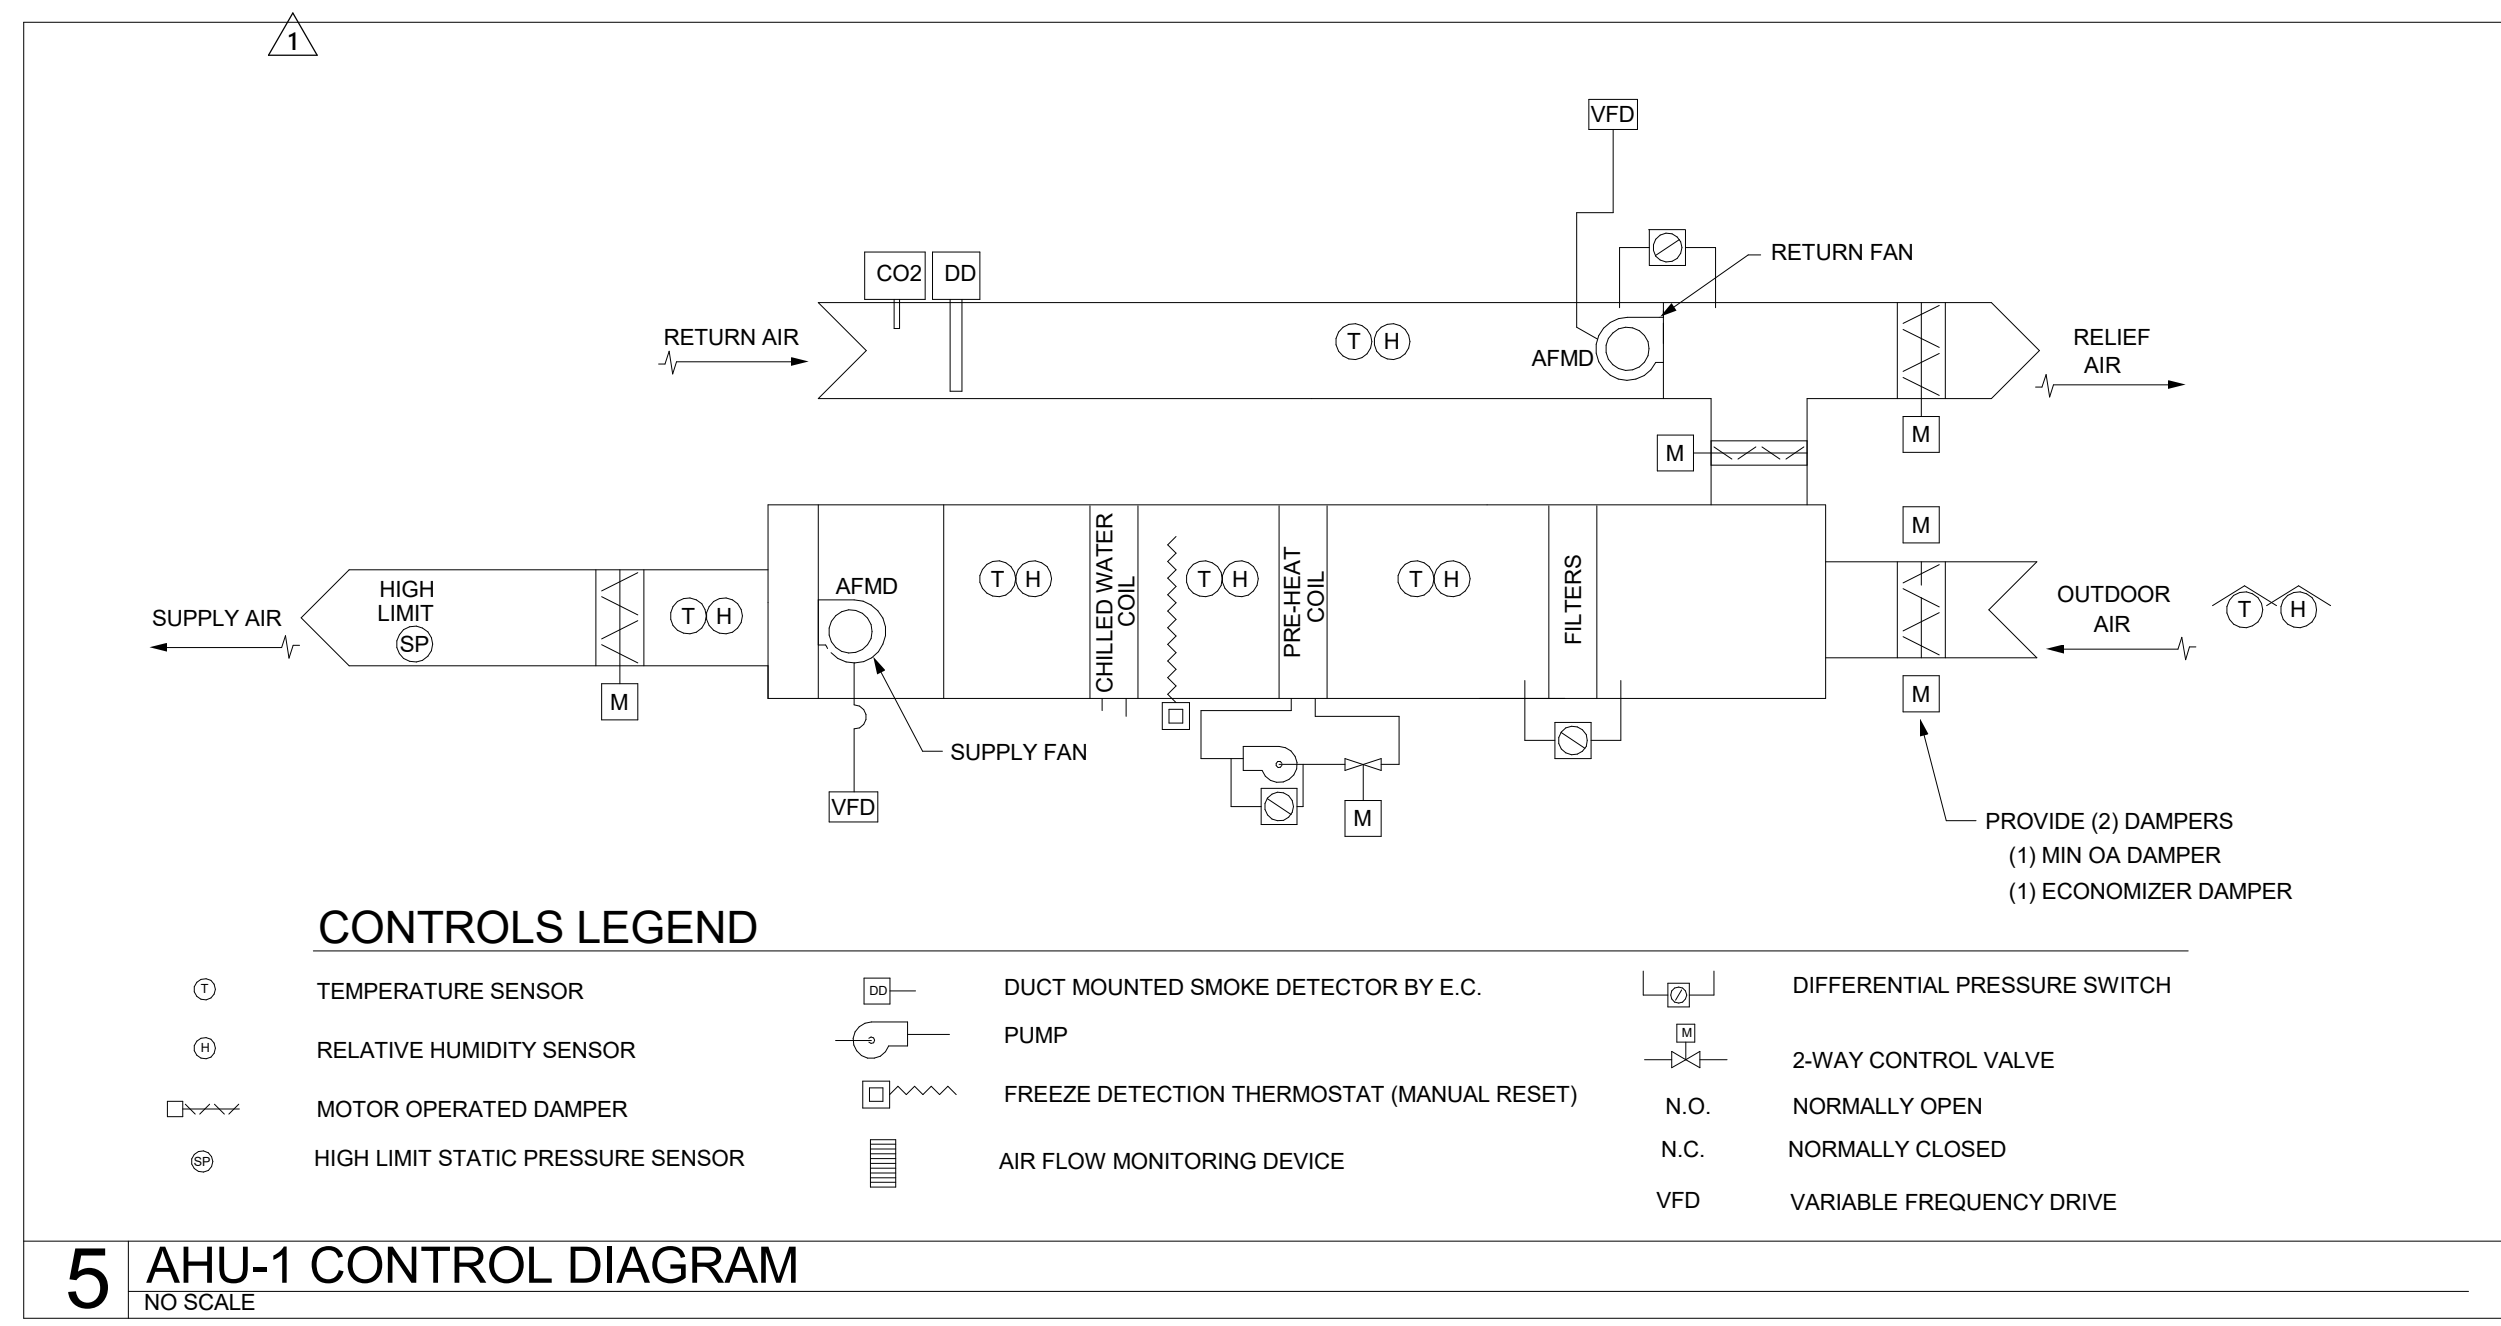 1
VFD
CO2
DD
RETURN FAN
RETURN AIR
T
H
AFMD
RELIEF
AIR
M
M
M
CHILLED WATER
COIL
PRE-HEAT
COIL
FILTERS
T
H
T
H
T
H
AFMD
HIGH
LIMIT
SP
T
H
SUPPLY AIR
OUTDOOR
AIR
T
H
M
M
SUPPLY FAN
VFD
M
PROVIDE (2) DAMPERS
(1) MIN OA DAMPER
(1) ECONOMIZER DAMPER
CONTROLS LEGEND
T
TEMPERATURE SENSOR
H
RELATIVE HUMIDITY SENSOR
MOTOR OPERATED DAMPER
SP
HIGH LIMIT STATIC PRESSURE SENSOR
DD
DUCT MOUNTED SMOKE DETECTOR BY E.C.
PUMP
FREEZE DETECTION THERMOSTAT (MANUAL RESET)
AIR FLOW MONITORING DEVICE
DIFFERENTIAL PRESSURE SWITCH
M
2-WAY CONTROL VALVE
N.O. NORMALLY OPEN
N.C. NORMALLY CLOSED
VFD VARIABLE FREQUENCY DRIVE
5
AHU-1 CONTROL DIAGRAM
NO SCALE